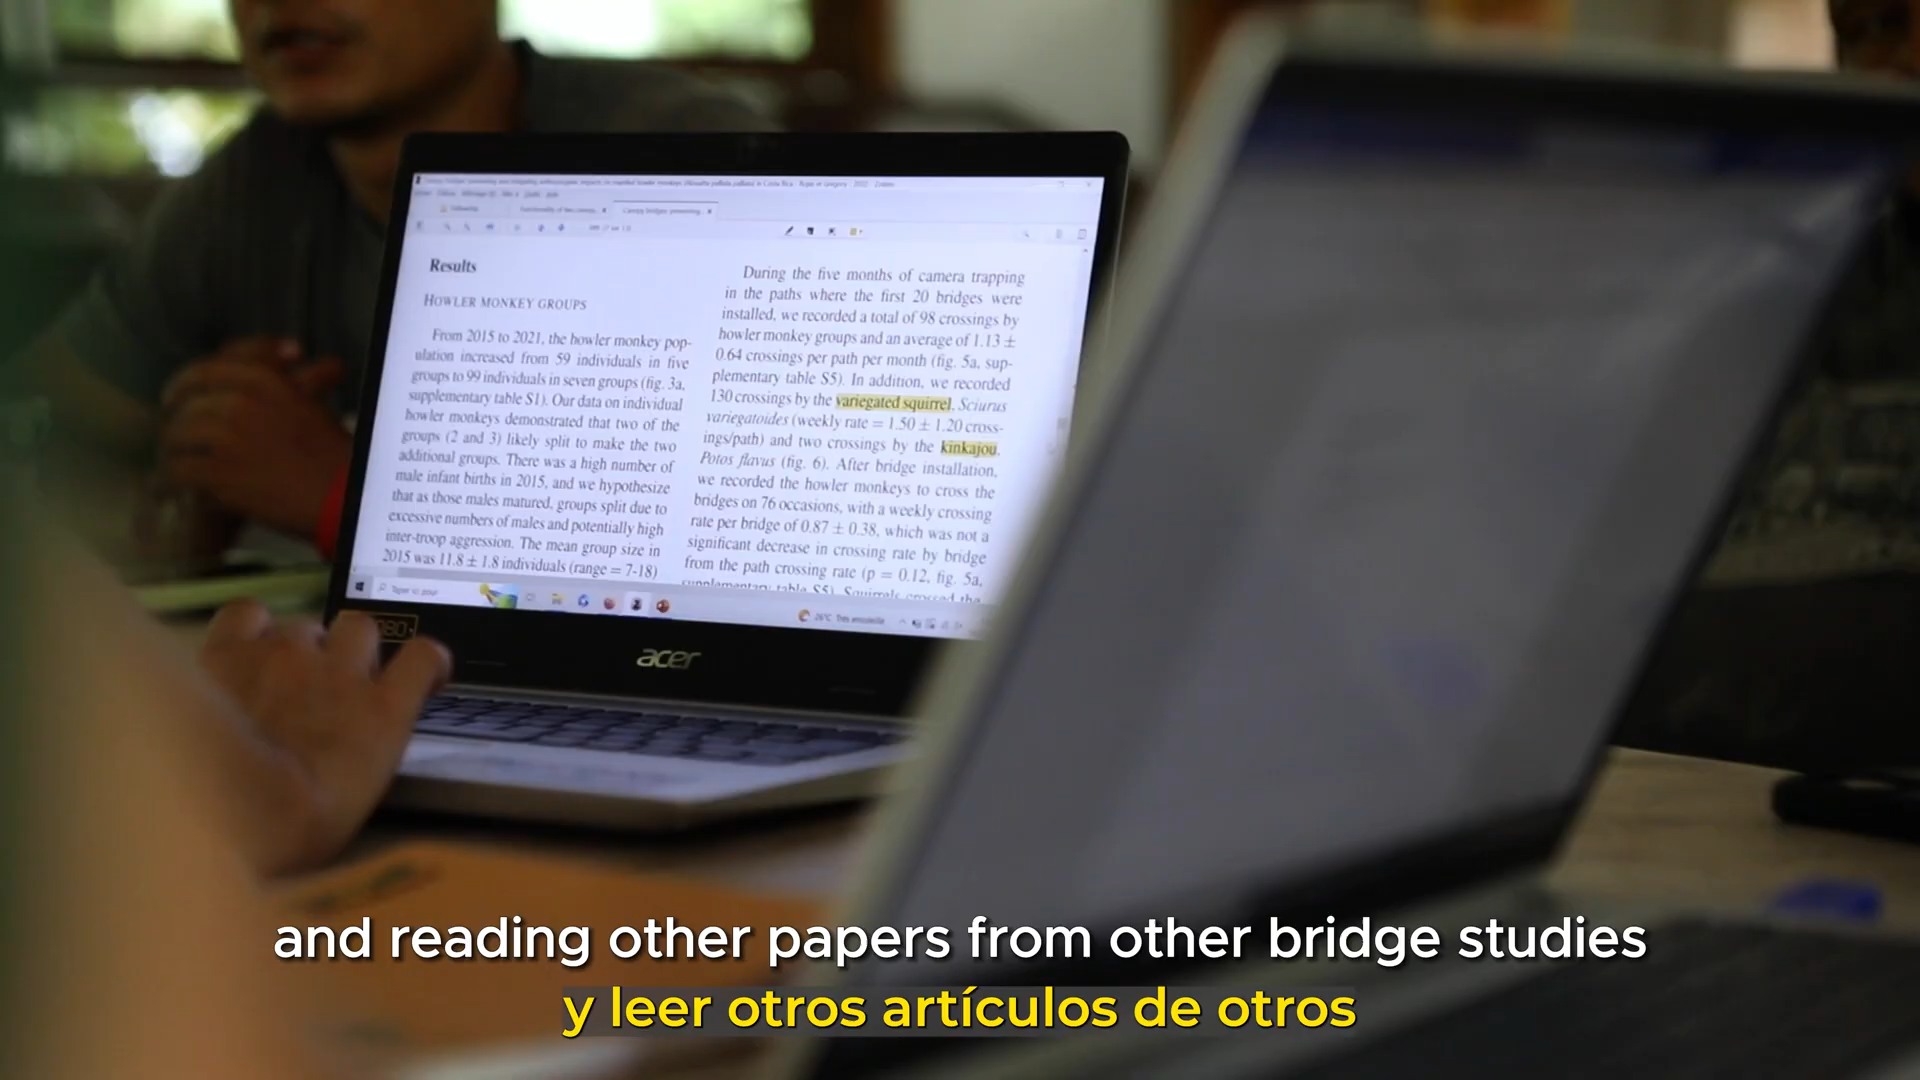 Results
HOWLER MONKEY GROUPS
From 2015 to 2021, the howler monkey pop-
ulation increased from 59 individuals in five
groups to 99 individuals in seven groups (fig. 3a,
supplementary table S1). Our data on individual
howler monkeys demonstrated that two of the
groups (2 and 3) likely split to make the two
additional groups. There was a high number of
male infant births in 2015, and we hypothesize
that as those males matured, groups split due to
excessive numbers of males and potentially high
inter-troop aggression. The mean group size in
2015 was 11.8 ± 1.8 individuals (range = 7-18)
During the five months of camera trapping
in the paths where the first 20 bridges were
installed, we recorded a total of 98 crossings by
howler monkey groups and an average of 1.13 ±
0.64 crossings per path per month (fig. 5a, sup-
plementary table S5). In addition, we recorded
130 crossings by the variegated squirrel, Sciurus
variegatoides (weekly rate = 1.50 ± 1.20 cross-
ings/path) and two crossings by the kinkajou,
Potos flavus (fig. 6). After bridge installation,
we recorded the howler monkeys to cross the
bridges on 76 occasions, with a weekly crossing
rate per bridge of 0.87 ± 0.38, which was not a
significant decrease in crossing rate by bridge
from the path crossing rate (p = 0.12, fig. 5a,
supplementary table S5). Squirrels crossed the
26°C
acer
and reading other papers from other bridge studies
y leer otros artículos de otros